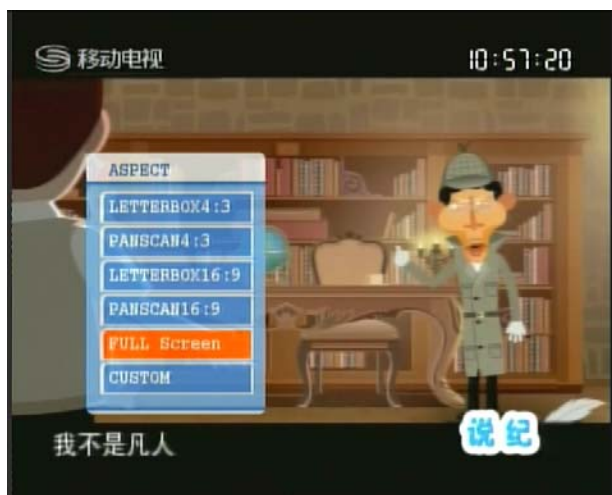 移动电视
10:57:20
ASPECT
LETTERBOX4:3
PANSCAN4:3
LETTERBOX16:9
PANSCAN16:9
FULL Screen
CUSTOM
我不是凡人
说纪